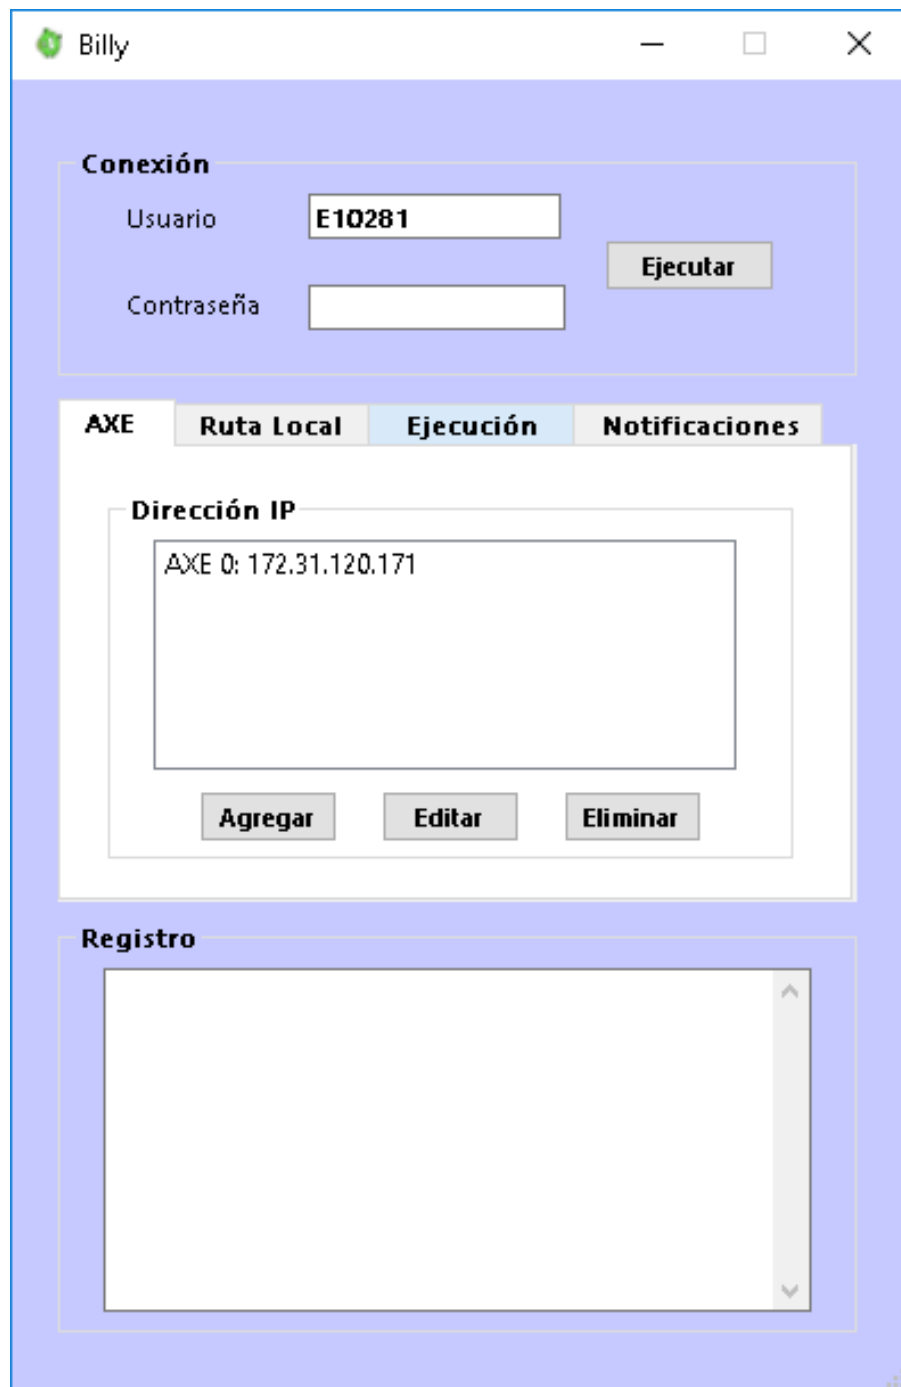 Billy
Conexión
Usuario
E10281
Ejecutar
Contraseña
AXE
Ruta Local
Ejecución
Notificaciones
Dirección IP
AXE 0: 172.31.120.171
Agregar
Editar
Eliminar
Registro